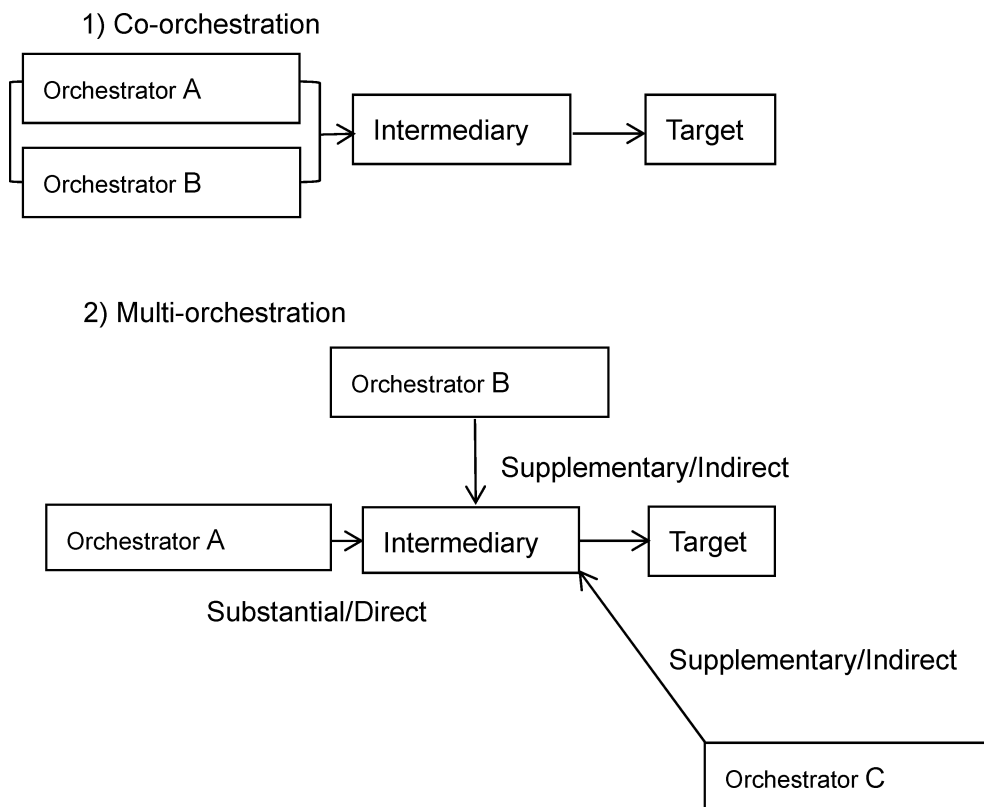 1) Co-orchestration
Orchestrator A
Intermediary
Target
Orchestrator B
2) Multi-orchestration
Orchestrator B
Supplementary/Indirect
Orchestrator A
Intermediary
Target
Substantial/Direct
Supplementary/Indirect
Orchestrator C